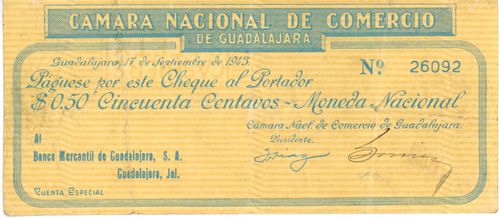 CAMARA NACIONAL DE COMERCIO
DE GUADALAJARA
Guadalajara, 17 de Septiembre de 1943.
Nº. 26092
Páguese por este Cheque al Portador
$ 0.50 Cincuenta Centavos - Moneda Nacional
Cámara Nacl. de Comercio de Guadalajara.
Presidente.
Al
Banco Mercantil de Guadalajara, S. A.
Guadalajara, Jal.
CUENTA ESPECIAL